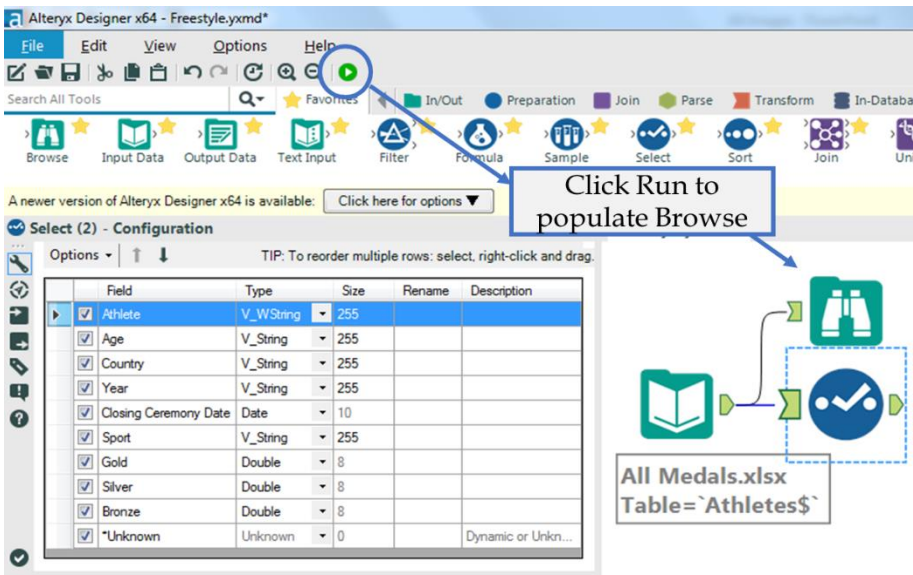 Alteryx Designer x64 - Freestyle.yxmd*
File Edit View Options Help
Search All Tools Favorites In/Out Preparation Join Parse Transform In-Databa
Browse Input Data Output Data Text Input Filter Formula Sample Select Sort Join Un
A newer version of Alteryx Designer x64 is available: Click here for options ▼
Click Run to
populate Browse
Select (2) - Configuration
Options TIP: To reorder multiple rows: select, right-click and drag.
Field Type Size Rename Description
Athlete V_WString 255
Age V_String 255
Country V_String 255
Year V_String 255
Closing Ceremony Date Date 10
Sport V_String 255
Gold Double 8
Silver Double 8
Bronze Double 8
*Unknown Unknown 0 Dynamic or Unkn...
All Medals.xlsx
Table=`Athletes$`